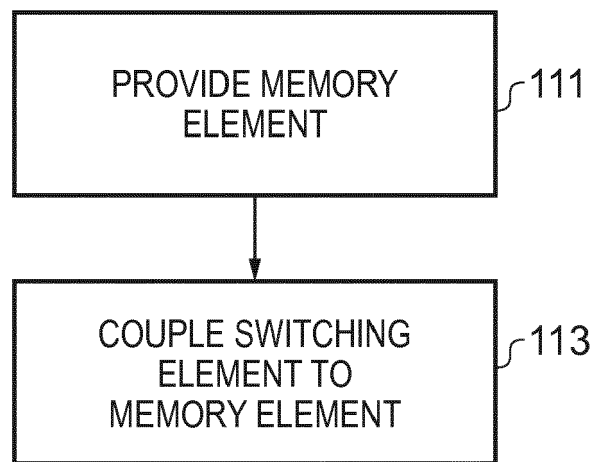 PROVIDE MEMORY
ELEMENT
111
COUPLE SWITCHING
ELEMENT TO
MEMORY ELEMENT
113